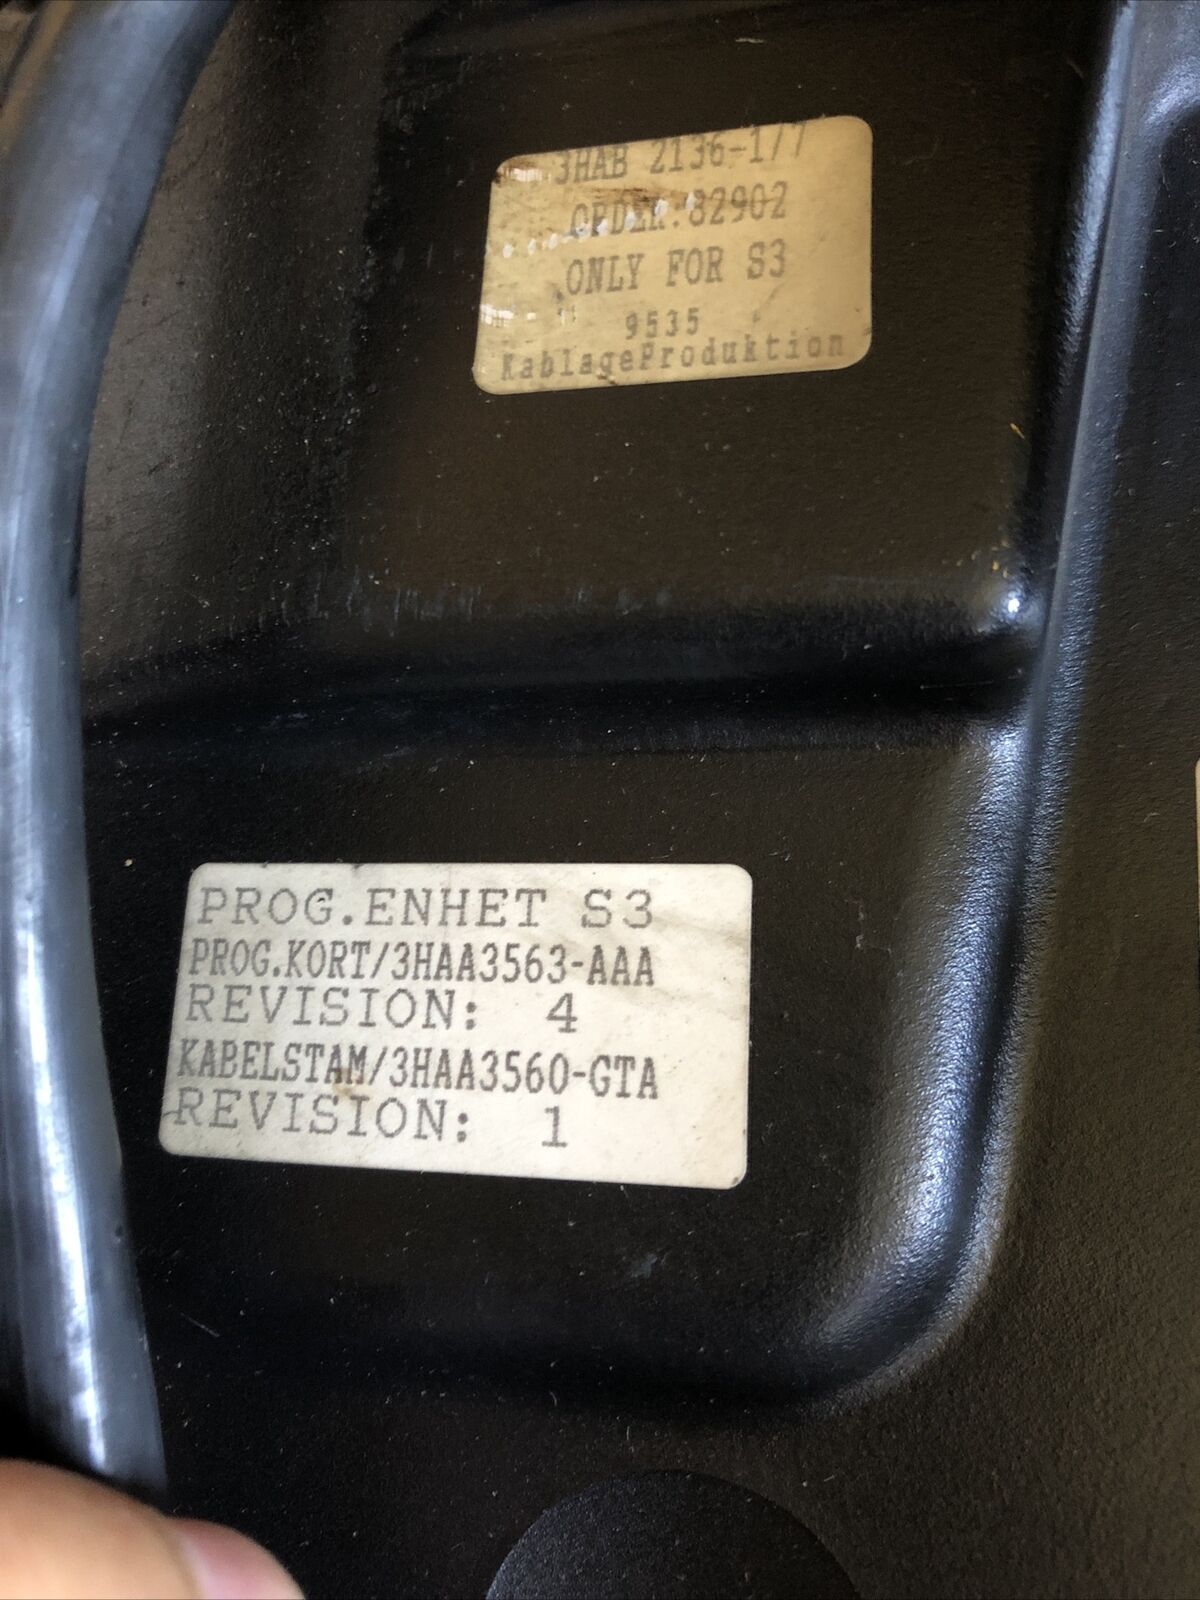 3HAB 2136-1/7
ORDER:82902
ONLY FOR S3
9535
KablageProduktion
PROG.ENHET S3
PROG.KORT/3HAA3563-AAA
REVISION: 4
KABELSTAM/3HAA3560-GTA
REVISION: 1